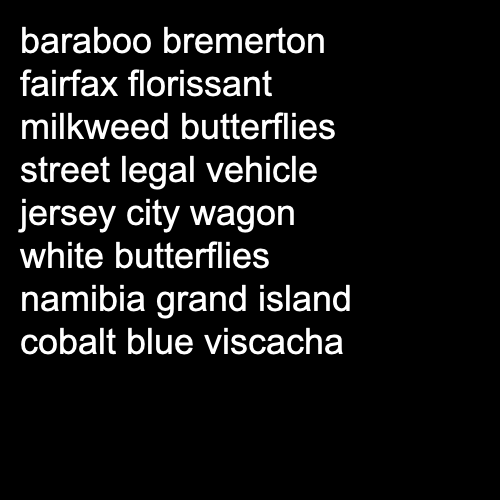 baraboo bremerton
fairfax florissant
milkweed butterflies
street legal vehicle
jersey city wagon
white butterflies
namibia grand island
cobalt blue viscacha